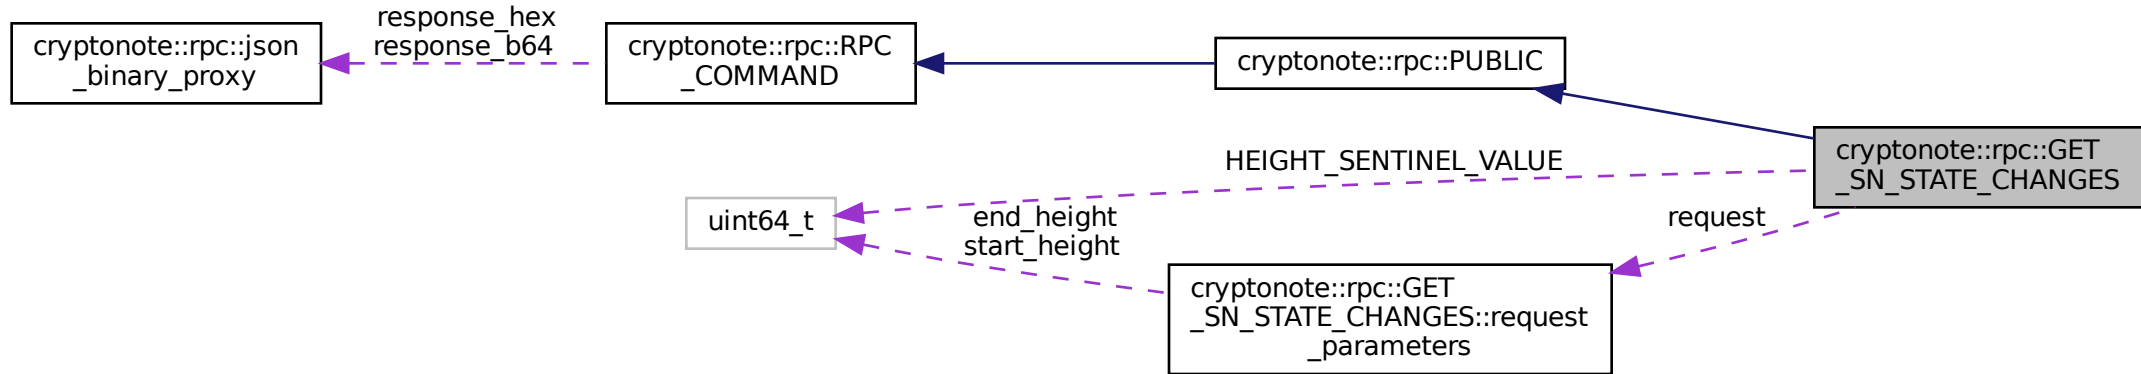 response_hex
response_b64
cryptonote::rpc::json
_binary_proxy
cryptonote::rpc::RPC
_COMMAND
cryptonote::rpc::PUBLIC
cryptonote::rpc::GET
_SN_STATE_CHANGES
HEIGHT_SENTINEL_VALUE
uint64_t
end_height
start_height
request
cryptonote::rpc::GET
_SN_STATE_CHANGES::request
_parameters